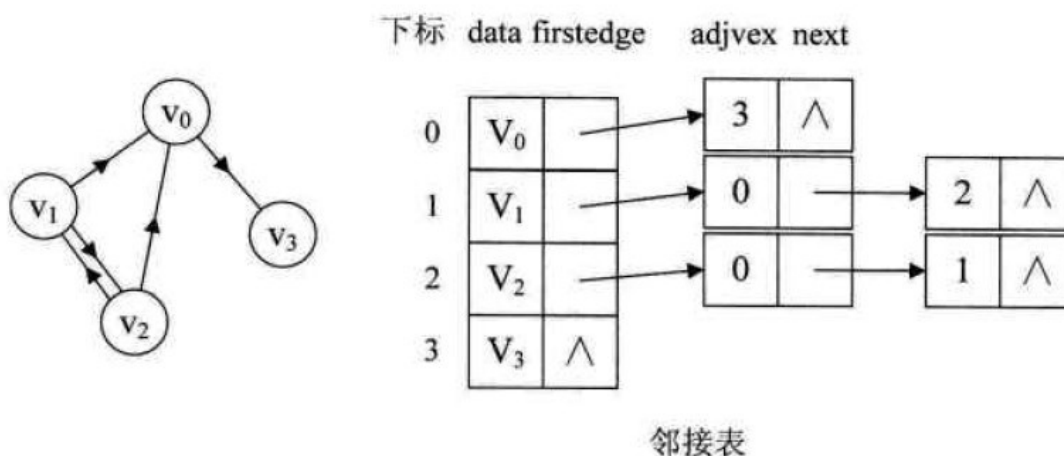 下标 data firstedge adjvex next
v₀
v₁
v₂
v₃
0 V₀ 3 ∧
1 V₁ 0 2 ∧
2 V₂ 0 1 ∧
3 V₃ ∧
邻接表